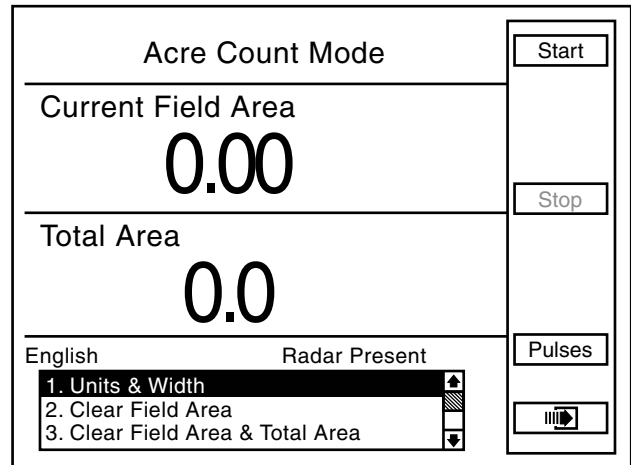 Acre Count Mode
Start
Current Field Area
0.00
Stop
Total Area
0.0
English Radar Present
Pulses
1. Units & Width
2. Clear Field Area
3. Clear Field Area & Total Area